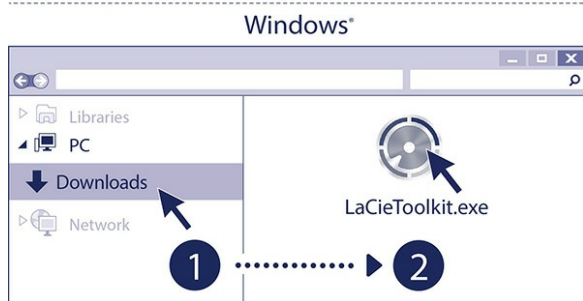 Windows®
Libraries
PC
Downloads
LaCieToolkit.exe
Network
1
2